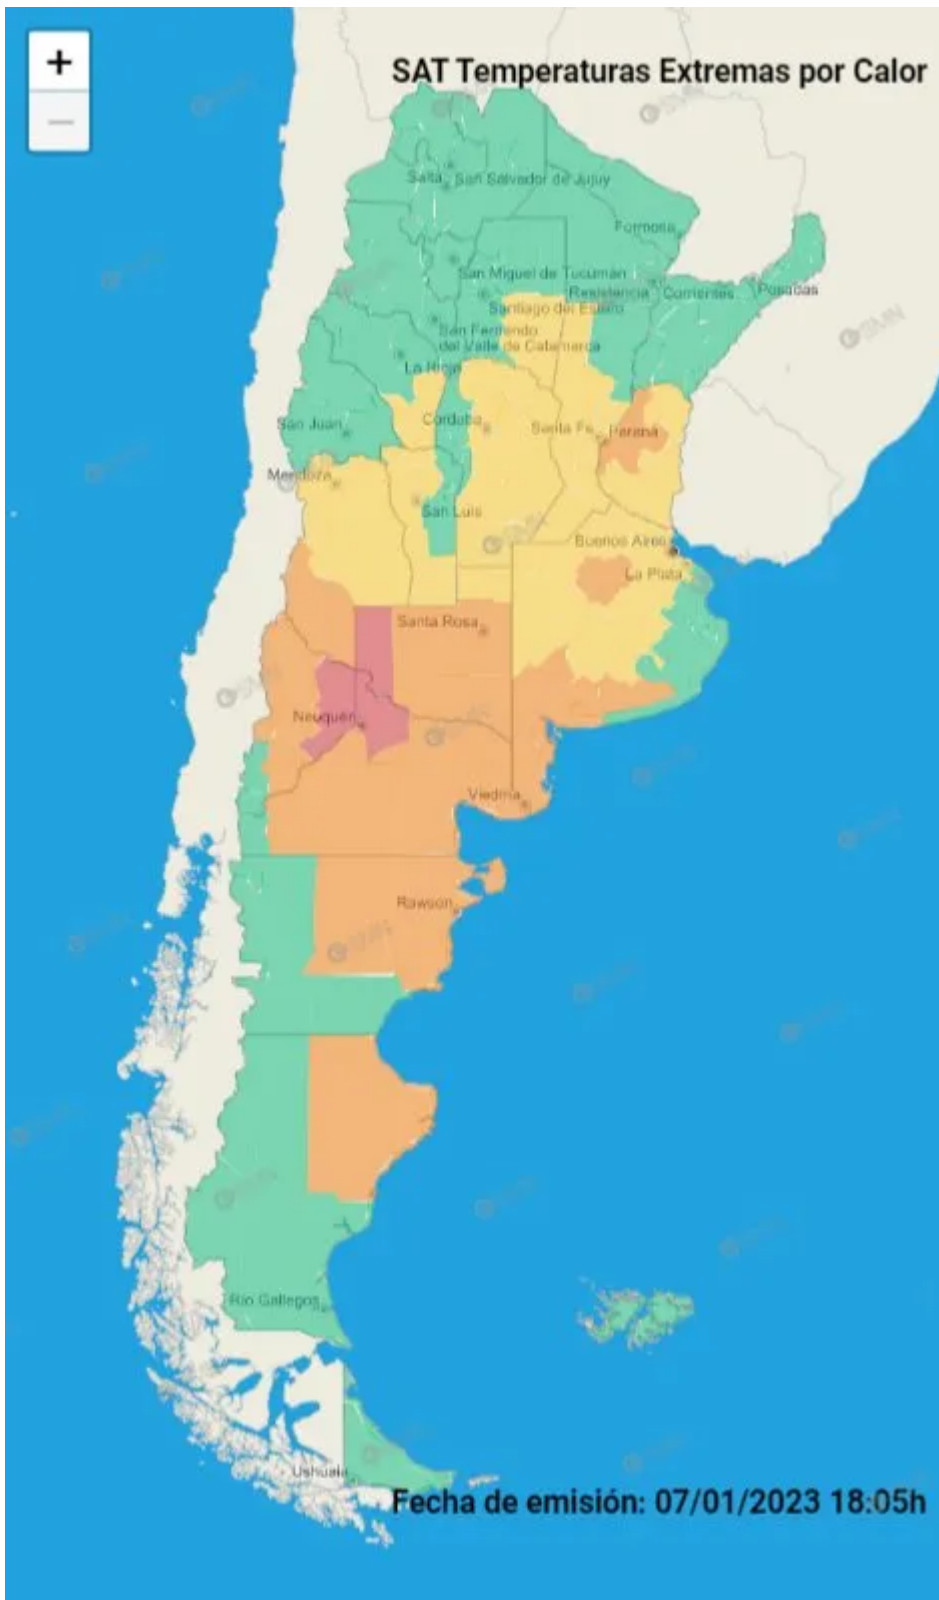 +
SAT Temperaturas Extremas por Calor
−
SMN
Salta
San Salvador de Jujuy
Formosa
San Miguel de Tucumán
Resistencia
Corrientes
Posadas
Santiago del Estero
San Fernando
del Valle de Catamarca
La Rioja
San Juan
Córdoba
Santa Fe
Paraná
Mendoza
San Luis
Buenos Aires
La Plata
Santa Rosa
Neuquén
Viedma
Rawson
Río Gallegos
Ushuaia
Fecha de emisión: 07/01/2023 18:05h